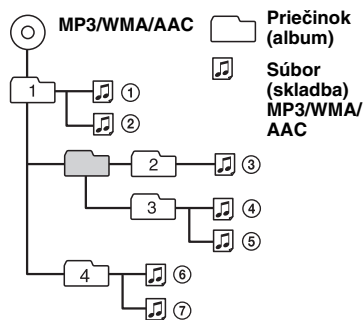 MP3/WMA/AAC
Priečinok
(album)
Súbor
(skladba)
MP3/WMA/
AAC
1
①
②
2
③
3
④
⑤
4
⑥
⑦